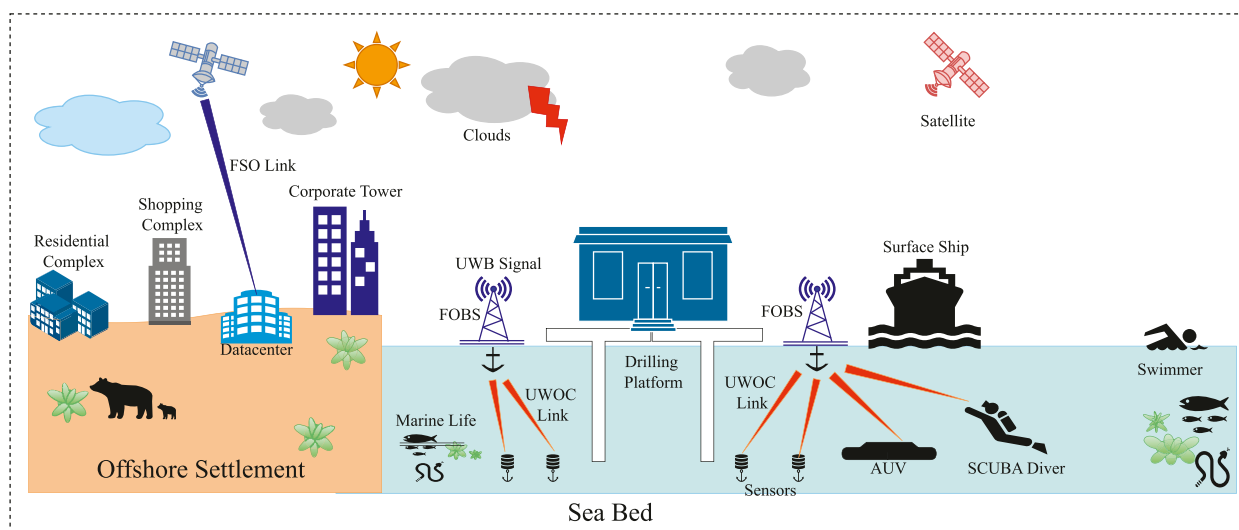 Clouds
Satellite
FSO Link
Corporate Tower
Shopping
Complex
Residential
Complex
UWB Signal
Surface Ship
FOBS
FOBS
Datacenter
Drilling
Platform
Swimmer
UWOC
Link
UWOC
Link
Marine Life
Offshore Settlement
AUV
SCUBA Diver
Sensors
Sea Bed